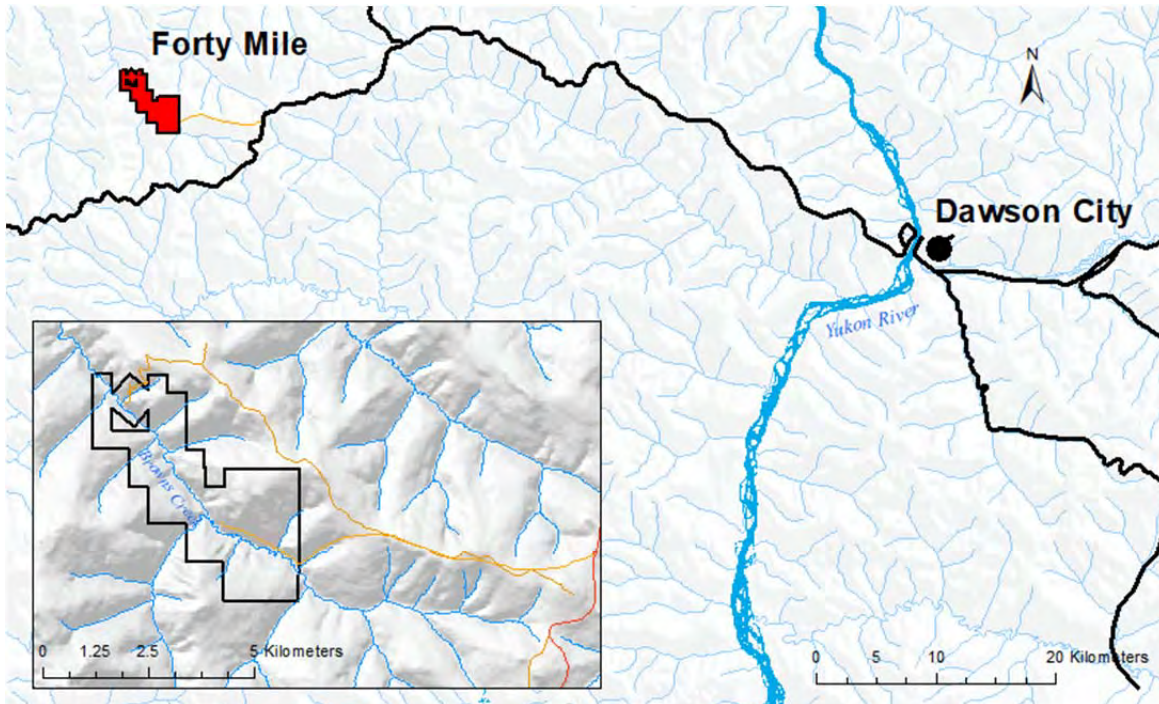 Forty Mile
N
Dawson City
Yukon River
Browns Creek
0 1.25 2.5 5 Kilometers
0 5 10 20 Kilometers